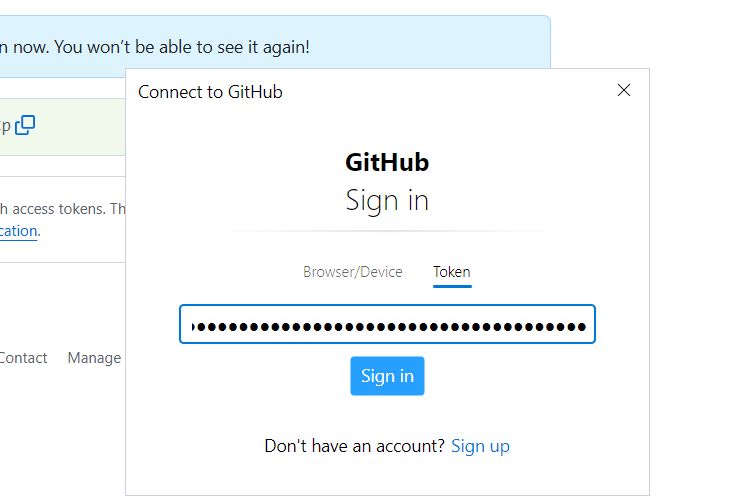 n now. You won't be able to see it again!
Connect to GitHub
p
GitHub
Sign in
h access tokens. Th
cation.
Browser/Device Token
Contact Manage
Sign in
Don't have an account? Sign up